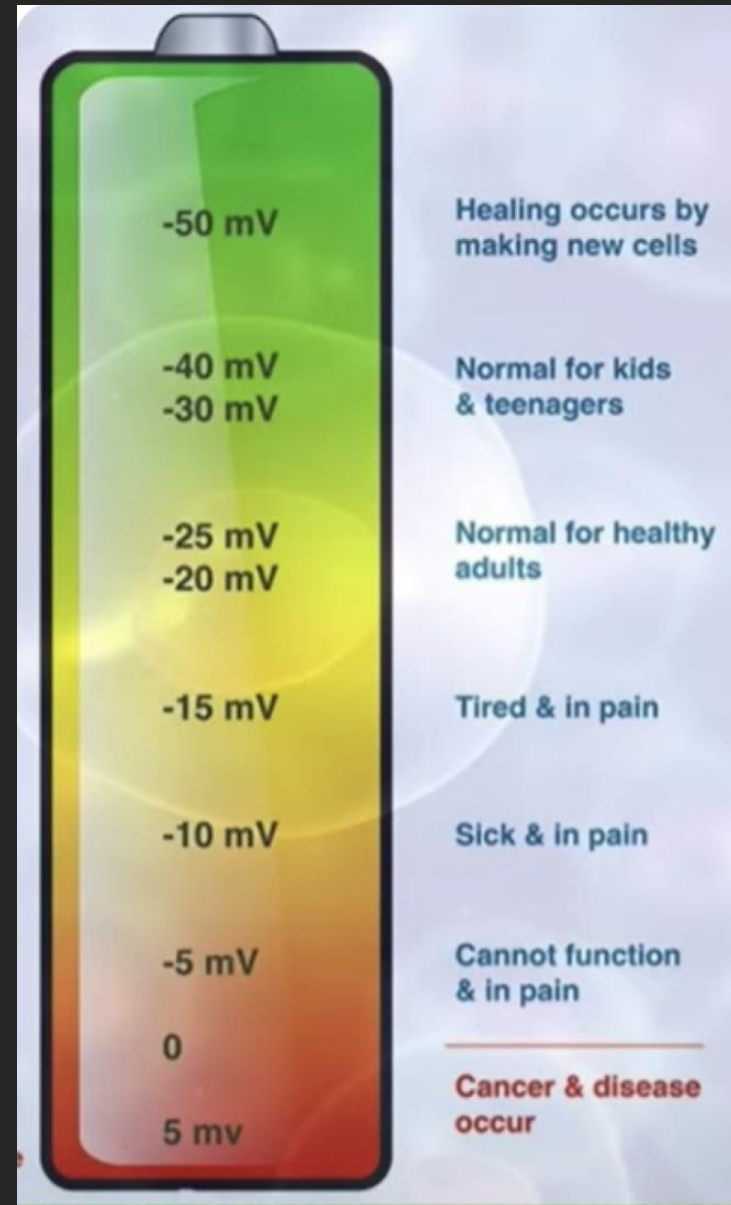 -50 mV
Healing occurs by
making new cells
-40 mV
-30 mV
Normal for kids
& teenagers
-25 mV
-20 mV
Normal for healthy
adults
-15 mV
Tired & in pain
-10 mV
Sick & in pain
-5 mV
Cannot function
& in pain
0
5 mv
Cancer & disease
occur